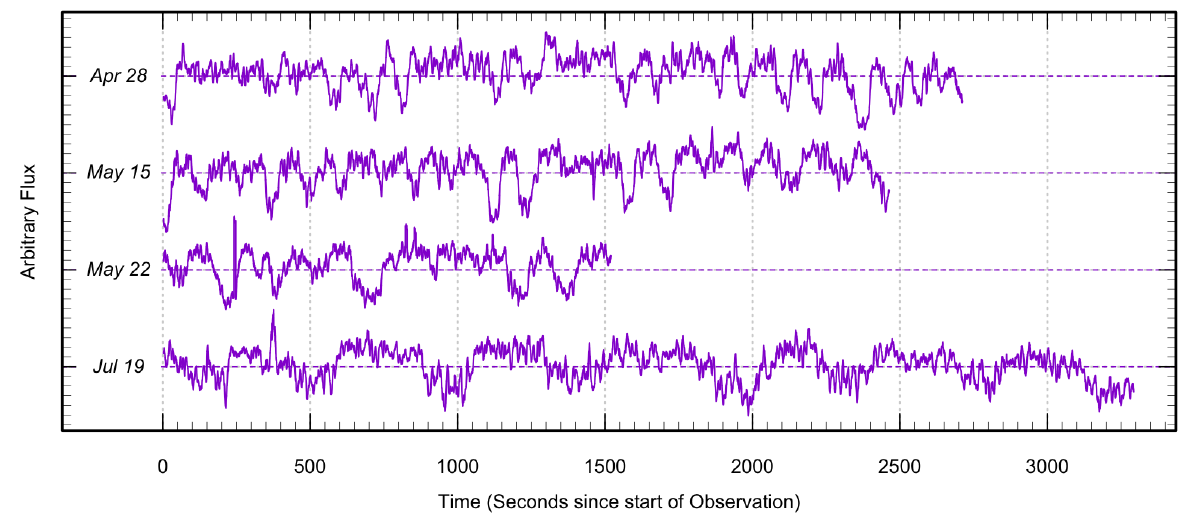 Arbitrary Flux
Apr 28
May 15
May 22
Jul 19
0 500 1000 1500 2000 2500 3000
Time (Seconds since start of Observation)